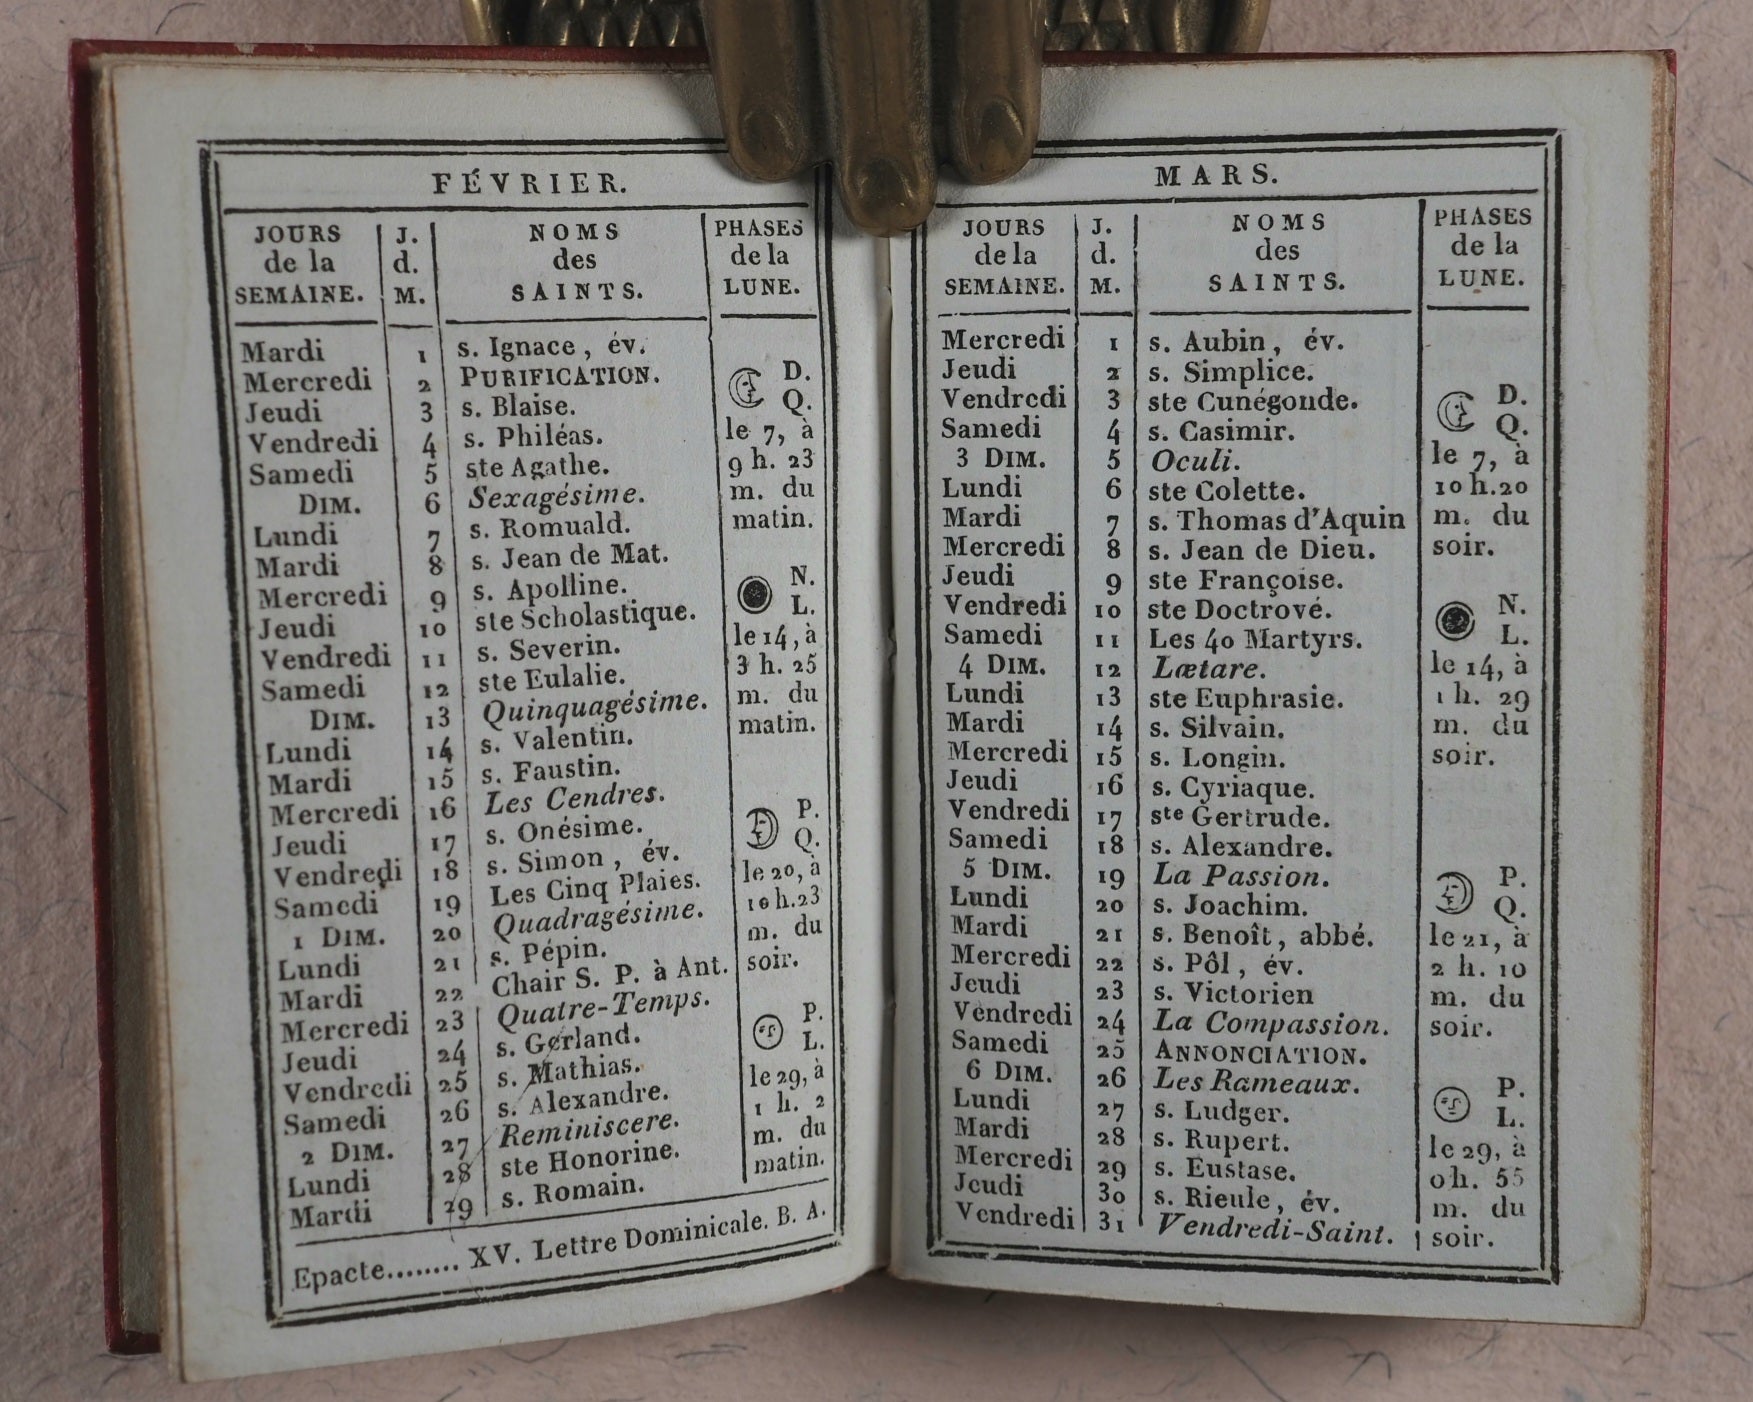 FÉVRIER.
JOURS de la SEMAINE. J. d. M. NOMS des SAINTS. PHASES de la LUNE.
Mardi 1 s. Ignace, év.
Mercredi 2 PURIFICATION.
Jeudi 3 s. Blaise.
Vendredi 4 s. Philéas.
Samedi 5 ste Agathe.
DIM. 6 Sexagésime.
Lundi 7 s. Romuald.
Mardi 8 s. Jean de Mat.
Mercredi 9 s. Apolline.
Jeudi 10 ste Scholastique.
Vendredi 11 s. Severin.
Samedi 12 ste Eulalie.
DIM. 13 Quinquagésime.
Lundi 14 s. Valentin.
Mardi 15 s. Faustin.
Mercredi 16 Les Cendres.
Jeudi 17 s. Onésime.
Vendredi 18 s. Simon, év.
Samedi 19 Les Cinq Plaies.
1 DIM. 20 Quadragésime.
Lundi 21 s. Pépin.
Mardi 22 Chair S. P. à Ant.
Mercredi 23 Quatre-Temps.
Jeudi 24 s. Gerland.
Vendredi 25 s. Mathias.
Samedi 26 s. Alexandre.
2 DIM. 27 Reminiscere.
Lundi 28 ste Honorine.
Mardi 29 s. Romain.
D.
Q.
le 7, à
9 h. 23
m. du
matin.
N.
L.
le 14, à
3 h. 25
m. du
matin.
P.
Q.
le 20, à
10 h. 23
m. du
soir.
P.
L.
le 29, à
1 h. 2
m. du
matin.
Epacte........ XV. Lettre Dominicale. B. A.
MARS.
JOURS de la SEMAINE. J. d. M. NOMS des SAINTS. PHASES de la LUNE.
Mercredi 1 s. Aubin, év.
Jeudi 2 s. Simplice.
Vendredi 3 ste Cunégonde.
Samedi 4 s. Casimir.
3 DIM. 5 Oculi.
Lundi 6 ste Colette.
Mardi 7 s. Thomas d'Aquin
Mercredi 8 s. Jean de Dieu.
Jeudi 9 ste Françoise.
Vendredi 10 ste Doctrové.
Samedi 11 Les 40 Martyrs.
4 DIM. 12 Lætare.
Lundi 13 ste Euphrasie.
Mardi 14 s. Silvain.
Mercredi 15 s. Longin.
Jeudi 16 s. Cyriaque.
Vendredi 17 ste Gertrude.
Samedi 18 s. Alexandre.
5 DIM. 19 La Passion.
Lundi 20 s. Joachim.
Mardi 21 s. Benoît, abbé.
Mercredi 22 s. Pôl, év.
Jeudi 23 s. Victorien
Vendredi 24 La Compassion.
Samedi 25 ANNONCIATION.
6 DIM. 26 Les Rameaux.
Lundi 27 s. Ludger.
Mardi 28 s. Rupert.
Mercredi 29 s. Eustase.
Jeudi 30 s. Rieule, év.
Vendredi 31 Vendredi-Saint.
D.
Q.
le 7, à
10 h. 20
m. du
soir.
N.
L.
le 14, à
1 h. 29
m. du
soir.
P.
Q.
le 21, à
2 h. 10
m. du
soir.
P.
L.
le 29, à
0 h. 55
m. du
soir.